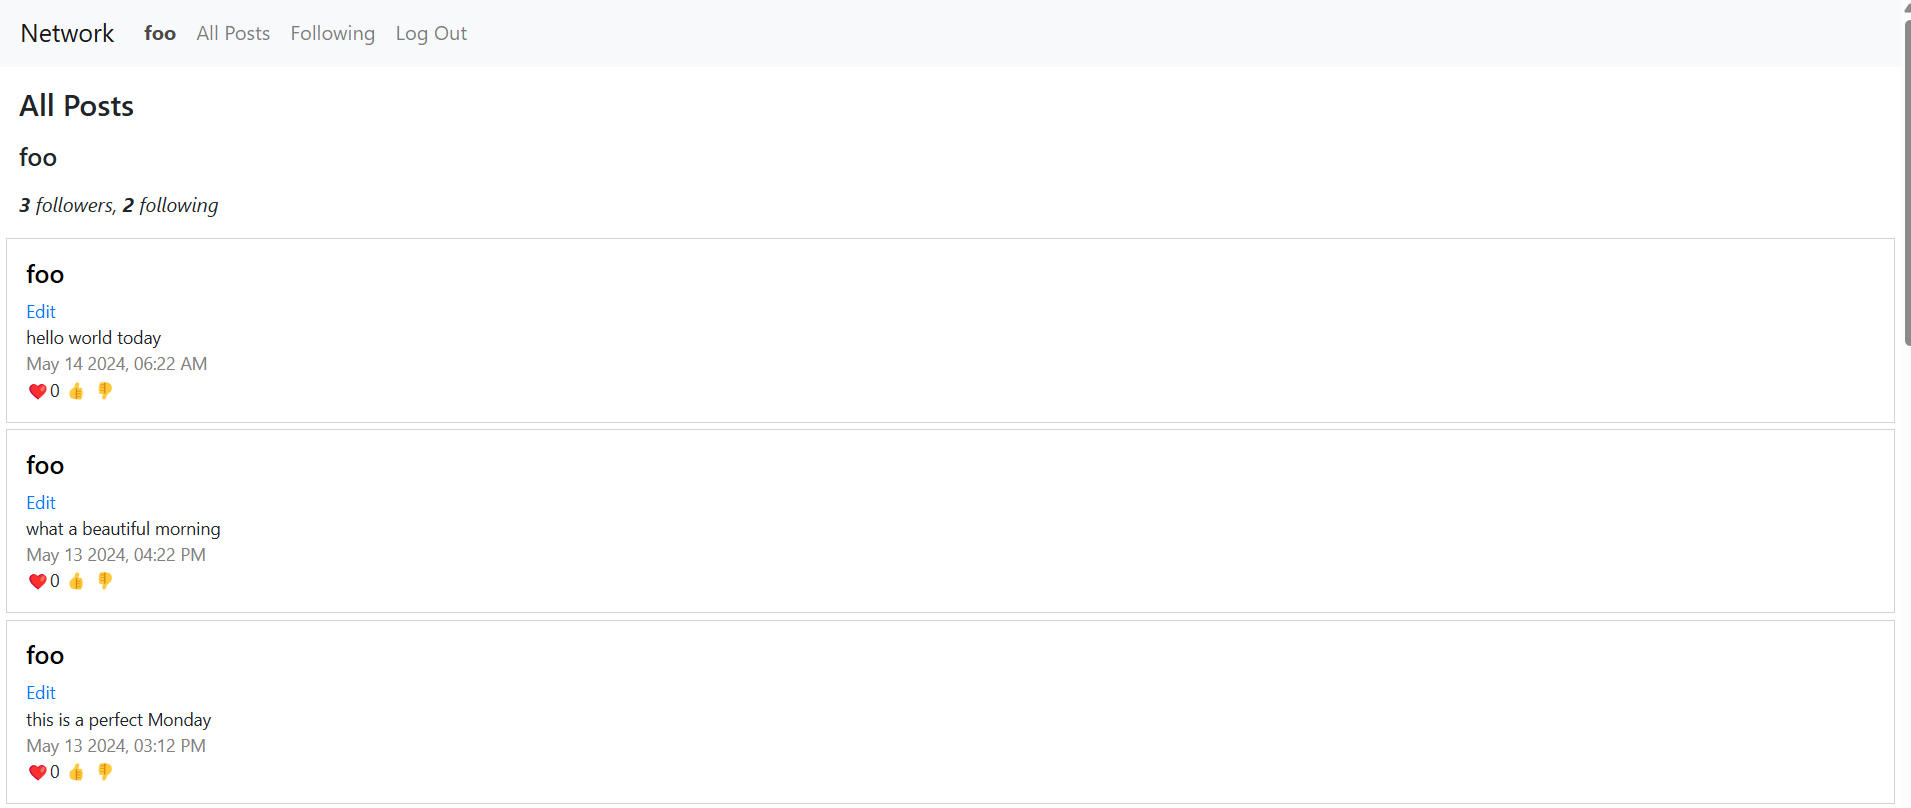 Network foo All Posts Following Log Out
All Posts
foo
3 followers, 2 following
foo
Edit
hello world today
May 14 2024, 06:22 AM
❤️0 👍 👎
foo
Edit
what a beautiful morning
May 13 2024, 04:22 PM
❤️0 👍 👎
foo
Edit
this is a perfect Monday
May 13 2024, 03:12 PM
❤️0 👍 👎